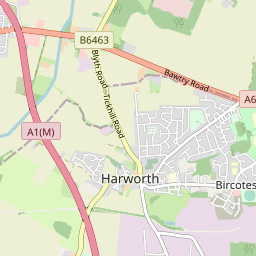 B6463
Blyth Road
Bawtry Road
A6
Tickhill Road
A1(M)
Harworth
Bircotes